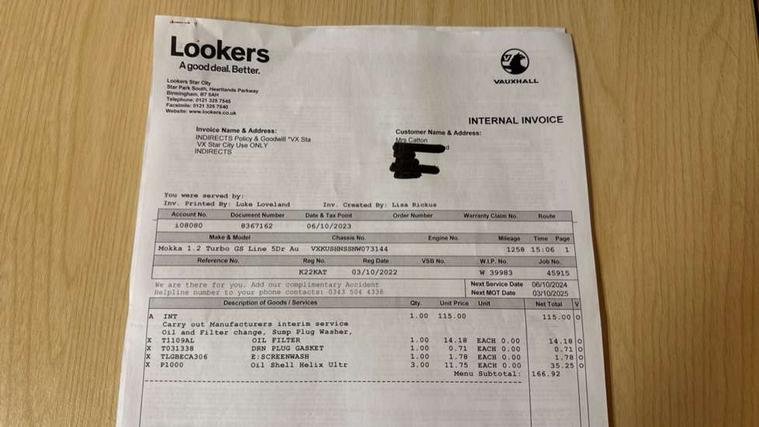 Lookers
A good deal. Better.
VAUXHALL
Lookers Star City
Star Park South, Heartlands Parkway
Birmingham, B7 5AH
Telephone: 0121 325 7545
Facsimile: 0121 325 7540
Website: www.lookers.co.uk
INTERNAL INVOICE
Invoice Name & Address:
INDIRECTS Policy & Goodwill "VX Sta
VX Star City Use ONLY
INDIRECTS
Customer Name & Address:
Mrs Catton
d
You were served by:
Inv. Printed By: Luke Loveland Inv. Created By: Lisa Rickus
Account No. Document Number Date & Tax Point Order Number Warranty Claim No. Route
i08080 8367162 06/10/2023
Make & Model Chassis No. Engine No. Mileage Time Page
Mokka 1.2 Turbo GS Line 5Dr Au 1258 15:06 1
Reference No. Reg No. Reg Date VSB No. W.I.P. No. Job No.
K22KAT 03/10/2022 W 39983 45915
We are there for you. Add our complimentary Accident
Helpline number to your phone contacts: 0343 504 4338
Next Service Date 06/10/2024
Next MOT Date 03/10/2025
Description of Goods / Services Qty. Unit Price Unit Net Total V
A INT 1.00 115.00 115.00 O
Carry out Manufacturers interim service
Oil and Filter change, Sump Plug Washer,
X T1109AL OIL FILTER 1.00 14.18 EACH 0.00 14.18 O
X T031338 DRN PLUG GASKET 1.00 0.71 EACH 0.00 0.71 O
X TLGBECA306 E:SCREENWASH 1.00 1.78 EACH 0.00 1.78 O
X P1000 Oil Shell Helix Ultr 3.00 11.75 EACH 0.00 35.25 O
Menu Subtotal: 166.92